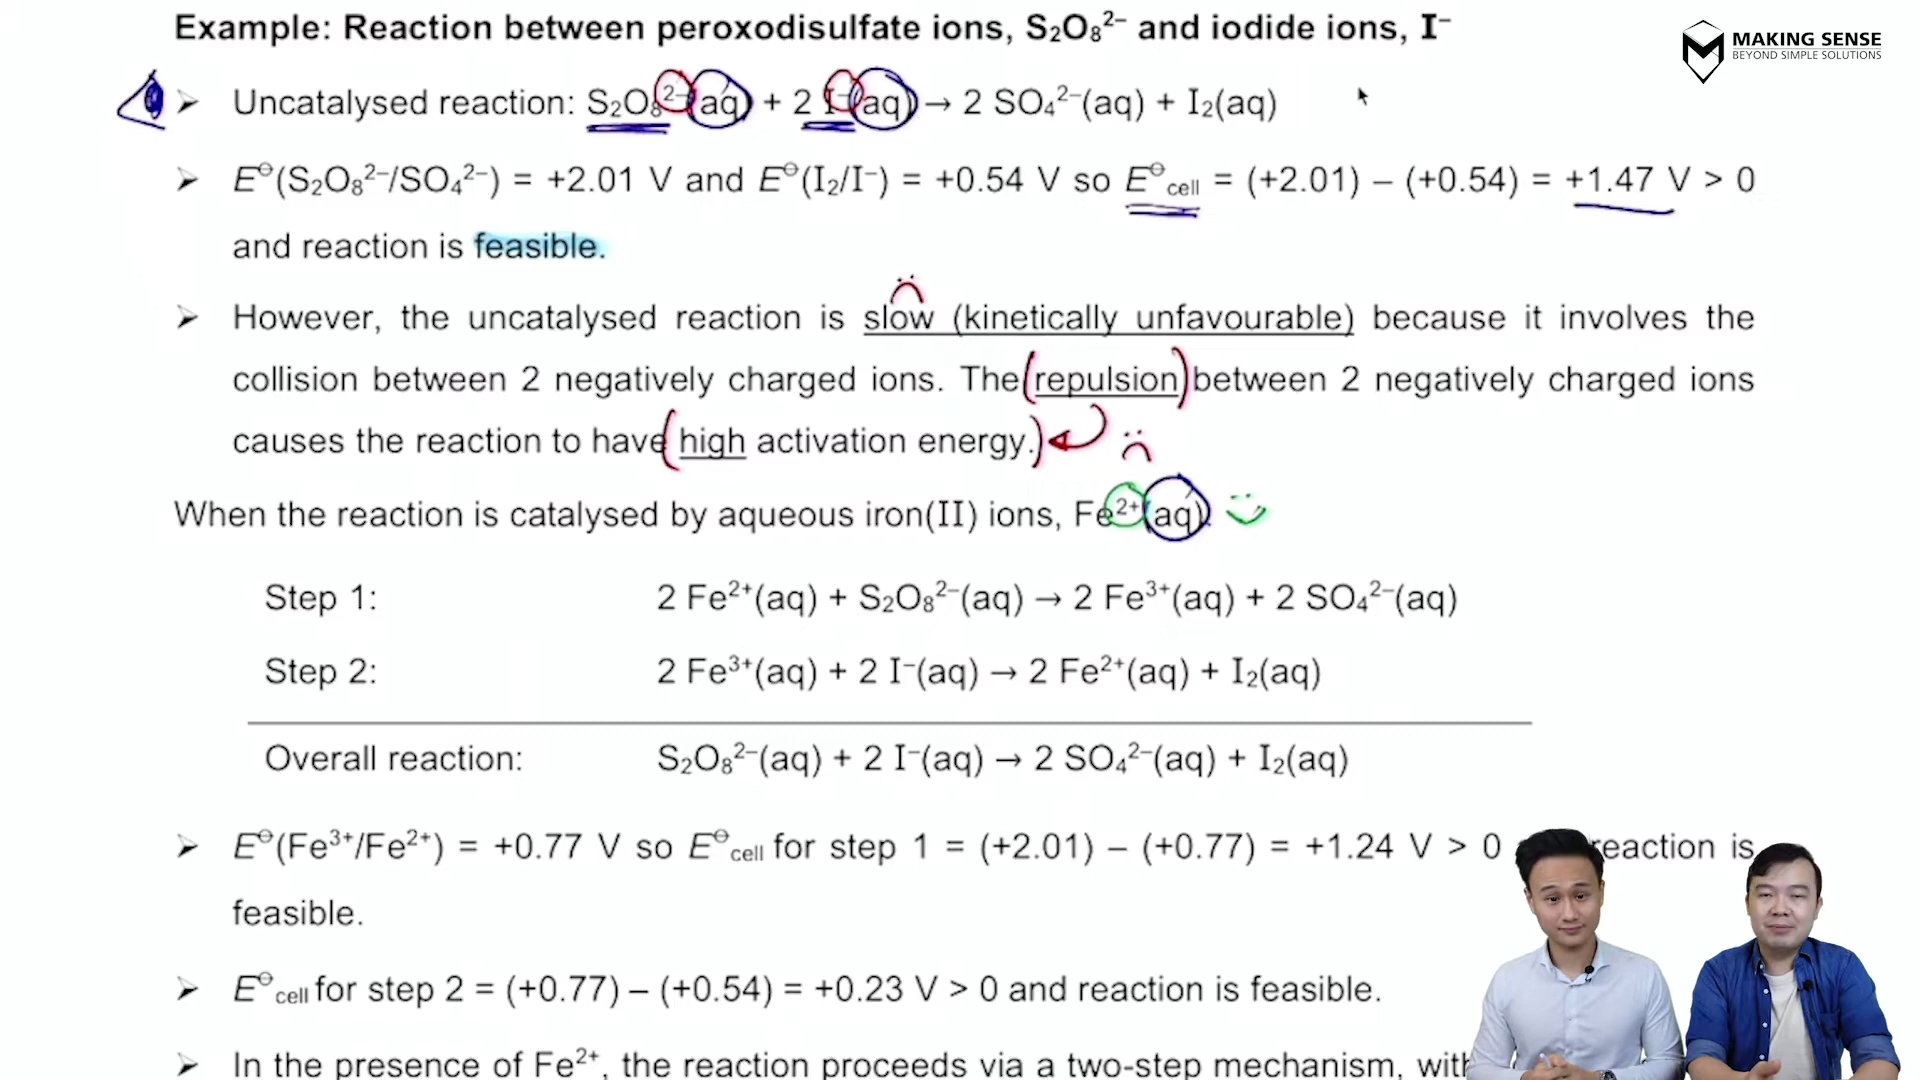 Example: Reaction between peroxodisulfate ions, S₂O₈²⁻ and iodide ions, I⁻
MAKING SENSE
BEYOND SIMPLE SOLUTIONS
➢ Uncatalysed reaction: S₂O₈²⁻(aq) + 2 I⁻(aq) → 2 SO₄²⁻(aq) + I₂(aq)
➢ E⦵(S₂O₈²⁻/SO₄²⁻) = +2.01 V and E⦵(I₂/I⁻) = +0.54 V so E⦵cell = (+2.01) – (+0.54) = +1.47 V > 0
and reaction is feasible.
➢ However, the uncatalysed reaction is slow (kinetically unfavourable) because it involves the
collision between 2 negatively charged ions. The repulsion between 2 negatively charged ions
causes the reaction to have high activation energy.
When the reaction is catalysed by aqueous iron(II) ions, Fe²⁺(aq).
Step 1: 2 Fe²⁺(aq) + S₂O₈²⁻(aq) → 2 Fe³⁺(aq) + 2 SO₄²⁻(aq)
Step 2: 2 Fe³⁺(aq) + 2 I⁻(aq) → 2 Fe²⁺(aq) + I₂(aq)
Overall reaction: S₂O₈²⁻(aq) + 2 I⁻(aq) → 2 SO₄²⁻(aq) + I₂(aq)
➢ E⦵(Fe³⁺/Fe²⁺) = +0.77 V so E⦵cell for step 1 = (+2.01) – (+0.77) = +1.24 V > 0 reaction is
feasible.
➢ E⦵cell for step 2 = (+0.77) – (+0.54) = +0.23 V > 0 and reaction is feasible.
➢ In the presence of Fe²⁺, the reaction proceeds via a two-step mechanism, with